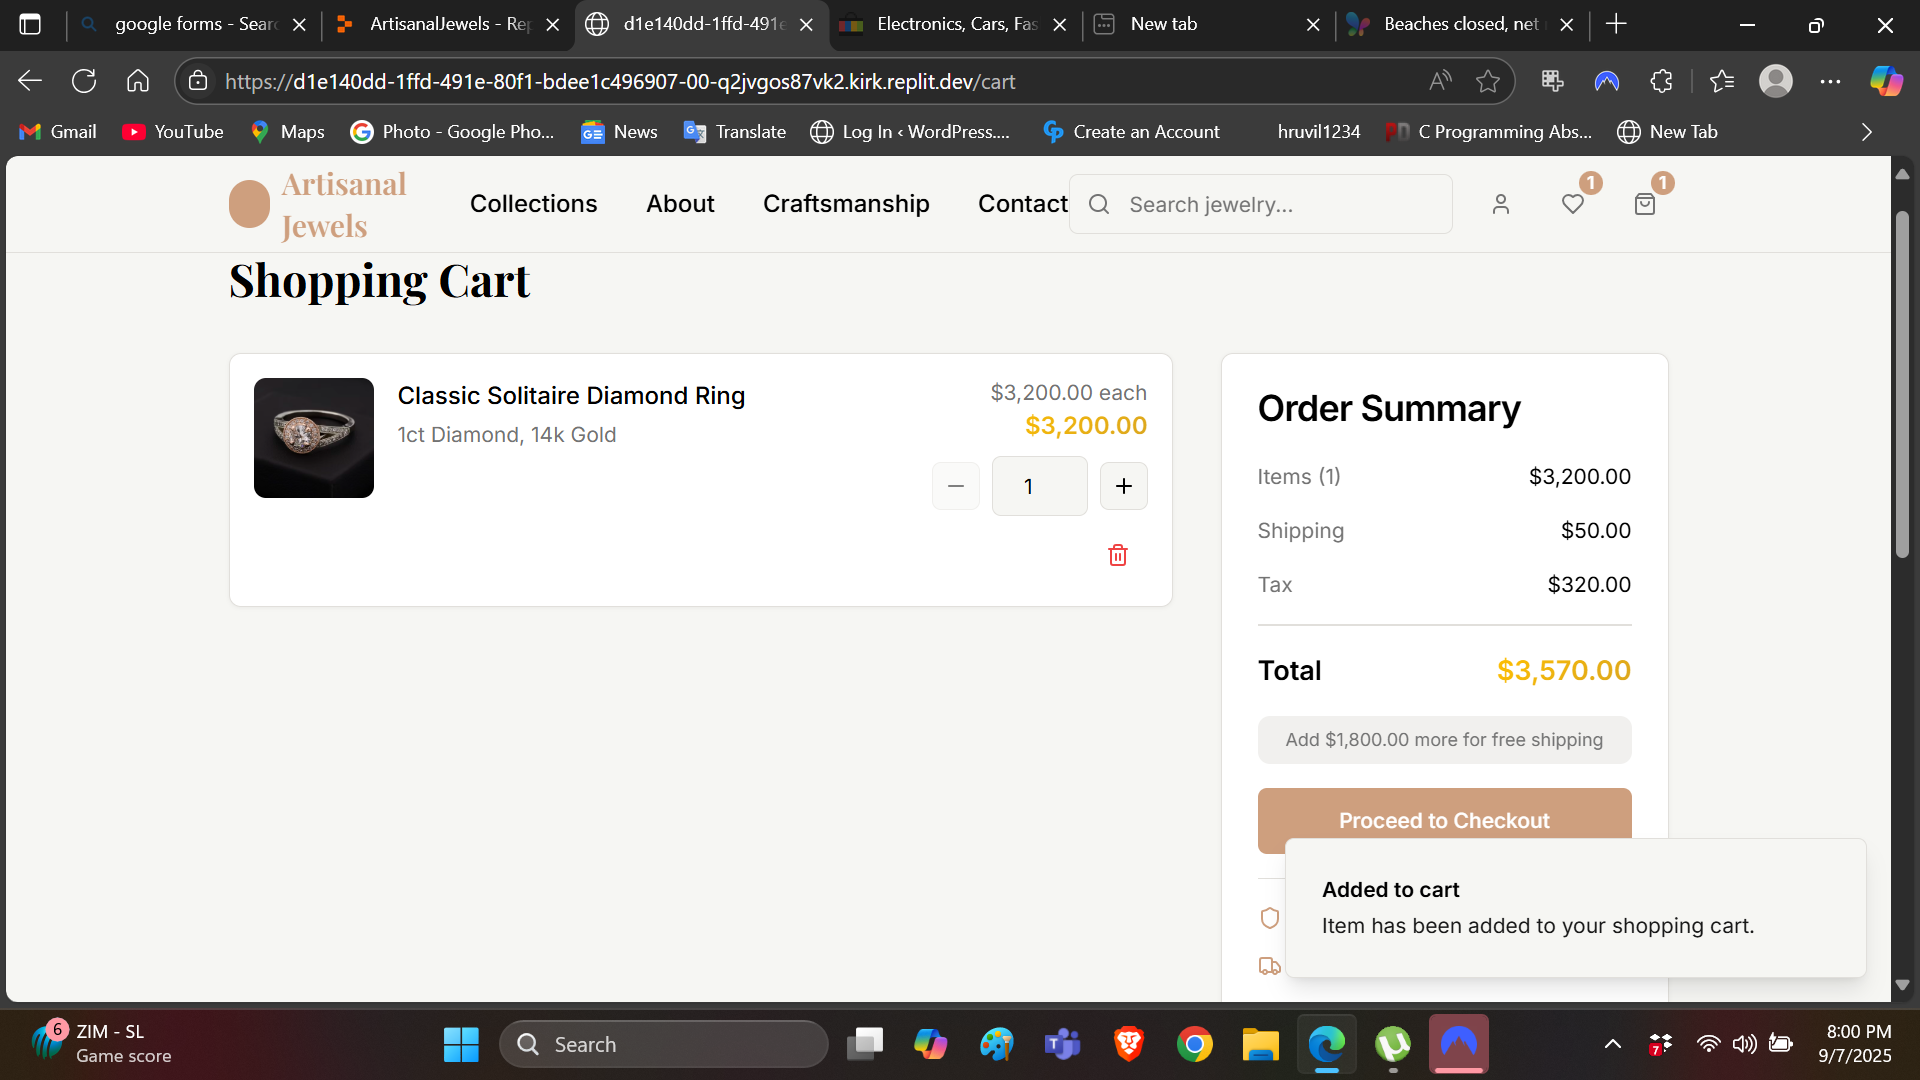 google forms - Sear
ArtisanalJewels - Rep
d1e140dd-1ffd-491e
Electronics, Cars, Fas
New tab
Beaches closed, net
https://d1e140dd-1ffd-491e-80f1-bdee1c496907-00-q2jvgos87vk2.kirk.replit.dev/cart
Gmail
YouTube
Maps
Photo - Google Pho...
News
Translate
Log In ‹ WordPress....
Create an Account
hruvil1234
C Programming Abs...
New Tab
Artisanal
Jewels
Collections
About
Craftsmanship
Contact
Search jewelry...
1
1
Shopping Cart
Classic Solitaire Diamond Ring
1ct Diamond, 14k Gold
$3,200.00 each
$3,200.00
1
Order Summary
Items (1) $3,200.00
Shipping $50.00
Tax $320.00
Total $3,570.00
Add $1,800.00 more for free shipping
Proceed to Checkout
Added to cart
Item has been added to your shopping cart.
6
ZIM - SL
Game score
Search
7
8:00 PM
9/7/2025